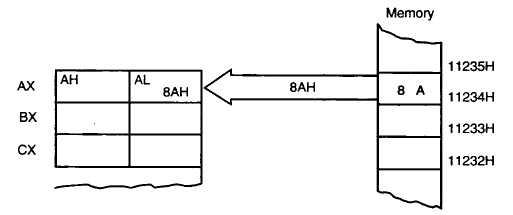 Memory
11235H
AX
AH
AL
8AH
8AH
8 A
11234H
BX
11233H
CX
11232H